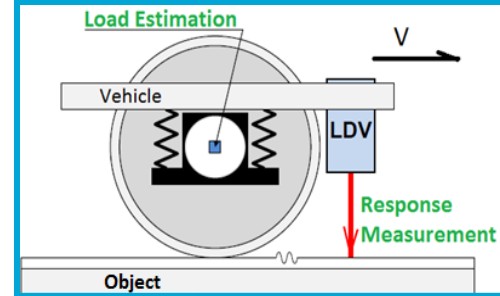 Load Estimation
V
Vehicle
LDV
Response
Measurement
Object